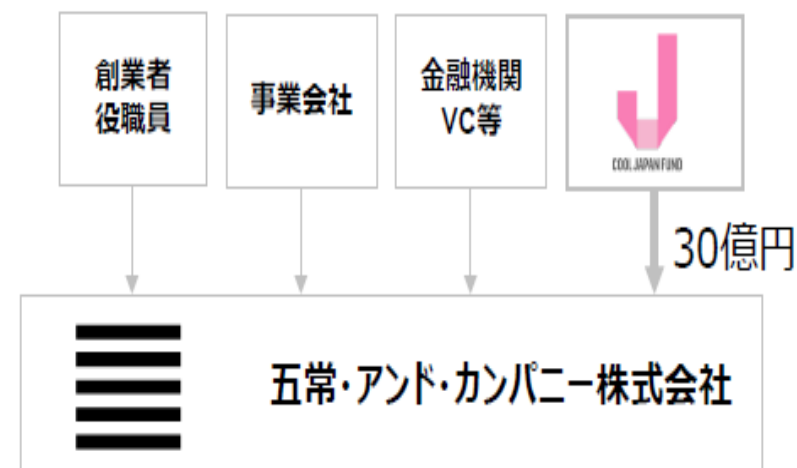 創業者
役職員
事業会社
金融機関
VC等
COOL JAPAN FUND
30億円
五常・アンド・カンパニー株式会社